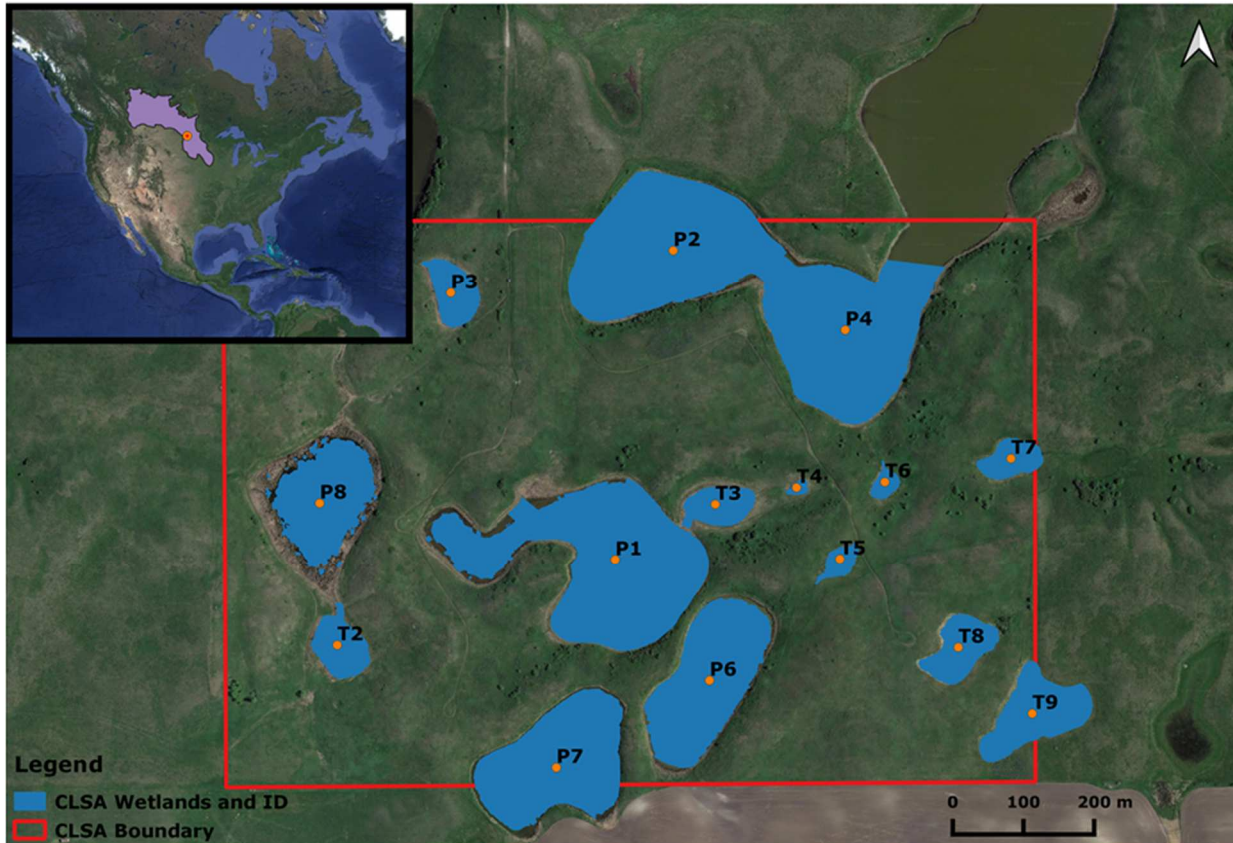 P2
P3
P4
T7
T6
T4
T3
P8
P1
T5
T2
T8
P6
T9
P7
Legend
CLSA Wetlands and ID
CLSA Boundary
0 100 200 m